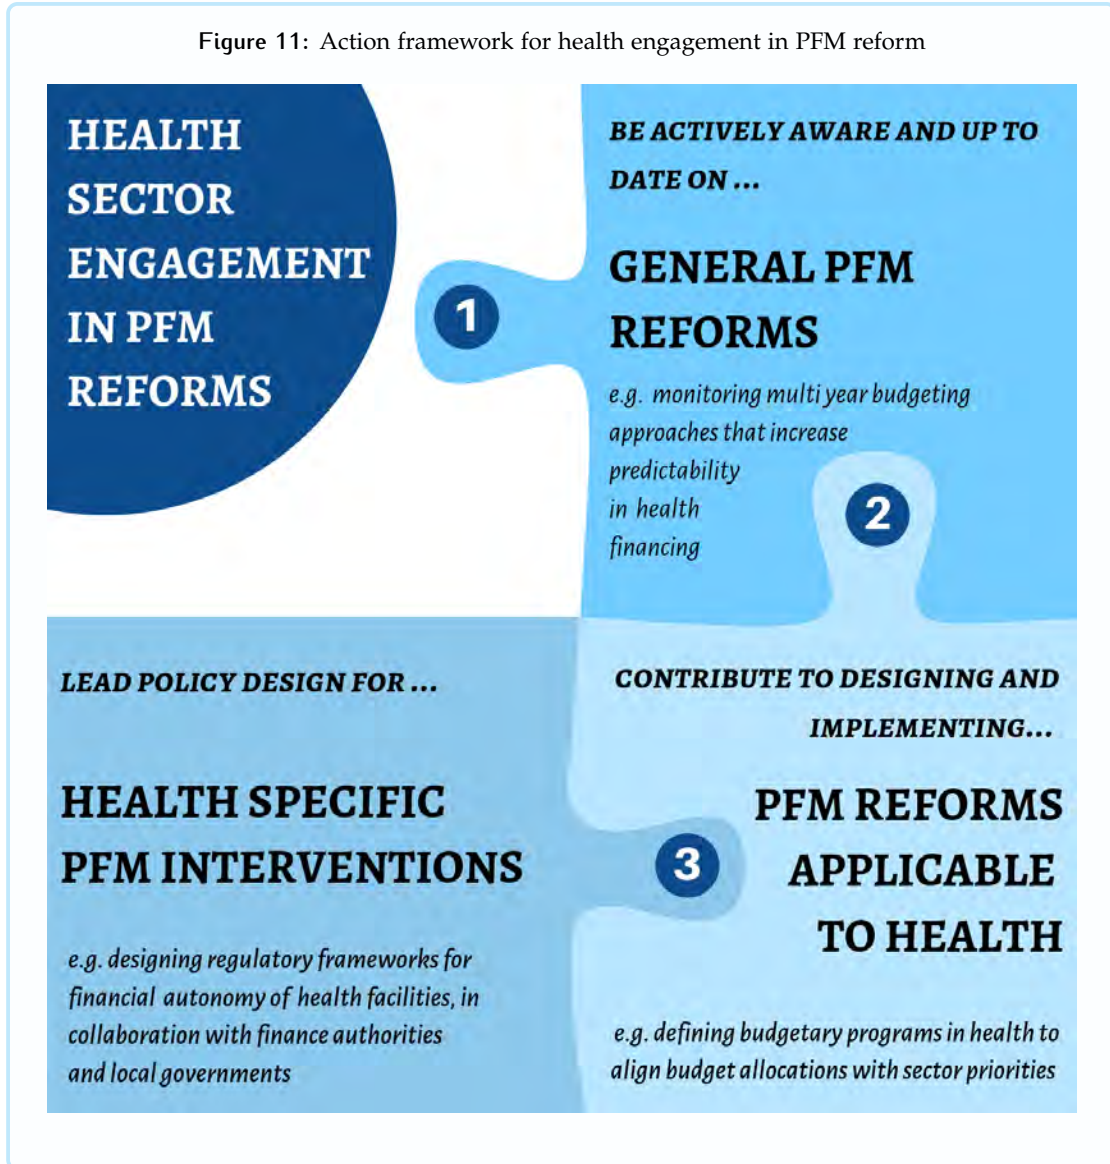 Figure 11: Action framework for health engagement in PFM reform
HEALTH
SECTOR
ENGAGEMENT
IN PFM
REFORMS
1
BE ACTIVELY AWARE AND UP TO
DATE ON ...
GENERAL PFM
REFORMS
e.g. monitoring multi year budgeting
approaches that increase
predictability
in health
financing
2
CONTRIBUTE TO DESIGNING AND
IMPLEMENTING...
PFM REFORMS
APPLICABLE
TO HEALTH
e.g. defining budgetary programs in health to
align budget allocations with sector priorities
3
LEAD POLICY DESIGN FOR ...
HEALTH SPECIFIC
PFM INTERVENTIONS
e.g. designing regulatory frameworks for
financial autonomy of health facilities, in
collaboration with finance authorities
and local governments